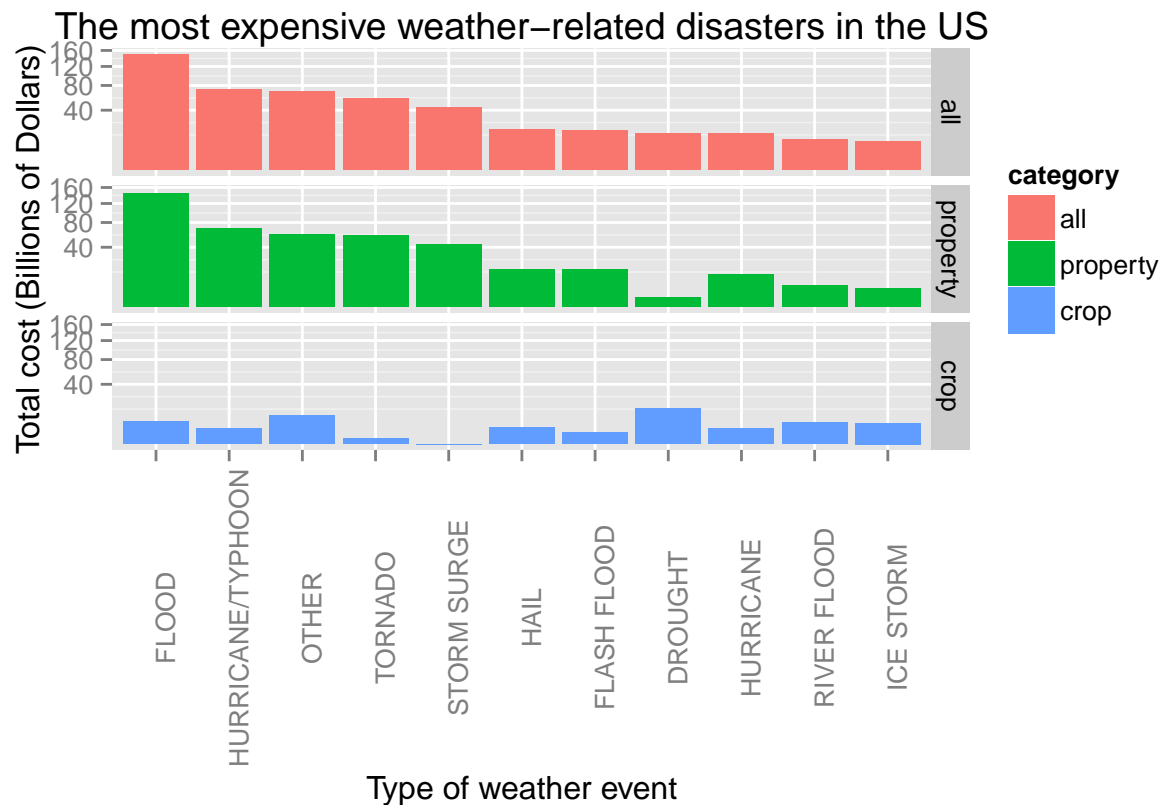 The most expensive weather−related disasters in the US
Total cost (Billions of Dollars)
160
120
80
40
all
160
120
80
40
property
160
120
80
40
crop
FLOOD
HURRICANE/TYPHOON
OTHER
TORNADO
STORM SURGE
HAIL
FLASH FLOOD
DROUGHT
HURRICANE
RIVER FLOOD
ICE STORM
Type of weather event
category
all
property
crop